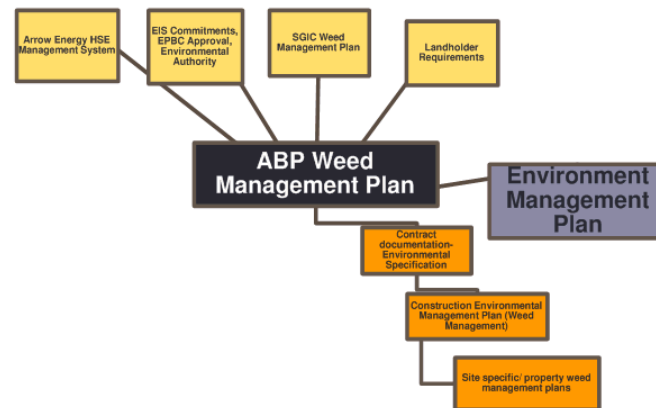 Arrow Energy HSE
Management System
EIS Commitments,
EPBC Approval,
Environmental
Authority
SGIC Weed
Management Plan
Landholder
Requirements
ABP Weed
Management Plan
Environment
Management
Plan
Contract
documentation-
Environmental
Specification
Construction Environmental
Management Plan (Weed
Management)
Site specific/ property weed
management plans